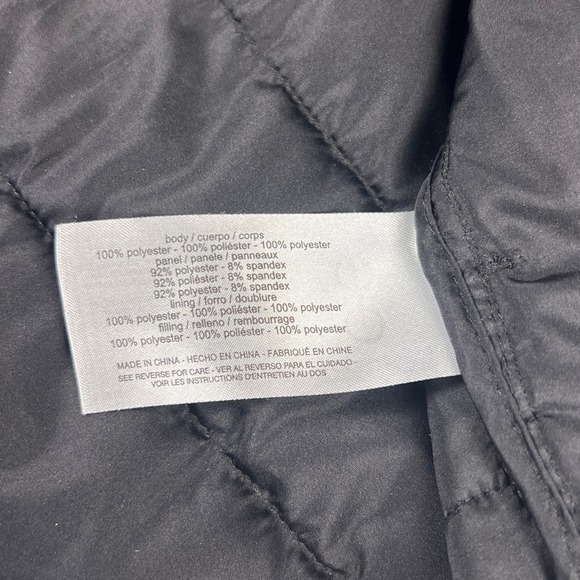 body / cuerpo / corps
100% polyester - 100% poliéster - 100% polyester
panel / panele / panneaux
92% polyester - 8% spandex
92% poliéster - 8% spandex
92% polyester - 8% spandex
lining / forro / doublure
100% polyester - 100% poliéster - 100% polyester
filling / relleno / rembourrage
100% polyester - 100% poliéster - 100% polyester
MADE IN CHINA - HECHO EN CHINA - FABRIQUÉ EN CHINE
SEE REVERSE FOR CARE - VER AL REVERSO PARA EL CUIDADO -
VOIR LES INSTRUCTIONS D'ENTRETIEN AU DOS